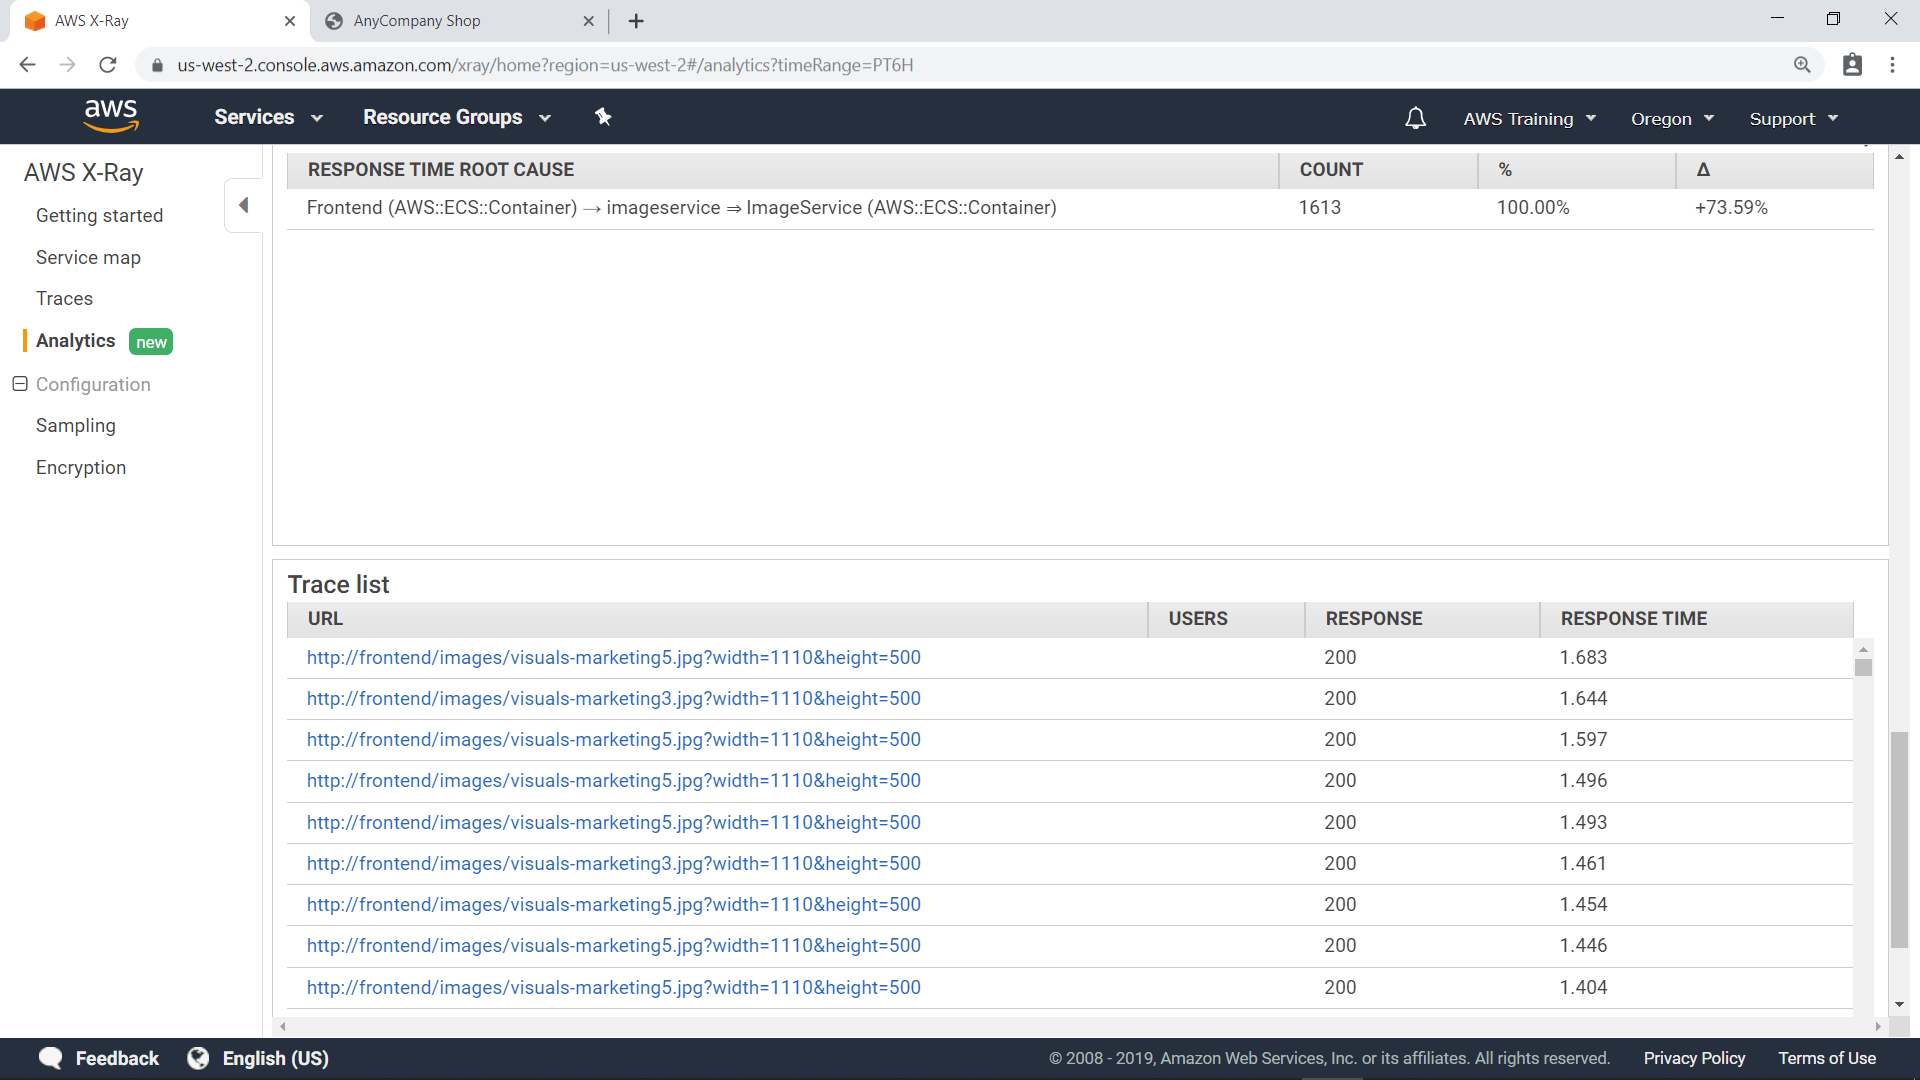 AWS X-Ray
AnyCompany Shop
us-west-2.console.aws.amazon.com/xray/home?region=us-west-2#/analytics?timeRange=PT6H
aws
Services
Resource Groups
AWS Training
Oregon
Support
AWS X-Ray
Getting started
Service map
Traces
Analytics new
Configuration
Sampling
Encryption
RESPONSE TIME ROOT CAUSE COUNT % Δ
Frontend (AWS::ECS::Container) → imageservice ⇒ ImageService (AWS::ECS::Container) 1613 100.00% +73.59%
Trace list
URL USERS RESPONSE RESPONSE TIME
http://frontend/images/visuals-marketing5.jpg?width=1110&height=500 200 1.683
http://frontend/images/visuals-marketing3.jpg?width=1110&height=500 200 1.644
http://frontend/images/visuals-marketing5.jpg?width=1110&height=500 200 1.597
http://frontend/images/visuals-marketing5.jpg?width=1110&height=500 200 1.496
http://frontend/images/visuals-marketing5.jpg?width=1110&height=500 200 1.493
http://frontend/images/visuals-marketing3.jpg?width=1110&height=500 200 1.461
http://frontend/images/visuals-marketing5.jpg?width=1110&height=500 200 1.454
http://frontend/images/visuals-marketing5.jpg?width=1110&height=500 200 1.446
http://frontend/images/visuals-marketing5.jpg?width=1110&height=500 200 1.404
Feedback
English (US)
© 2008 - 2019, Amazon Web Services, Inc. or its affiliates. All rights reserved.
Privacy Policy
Terms of Use